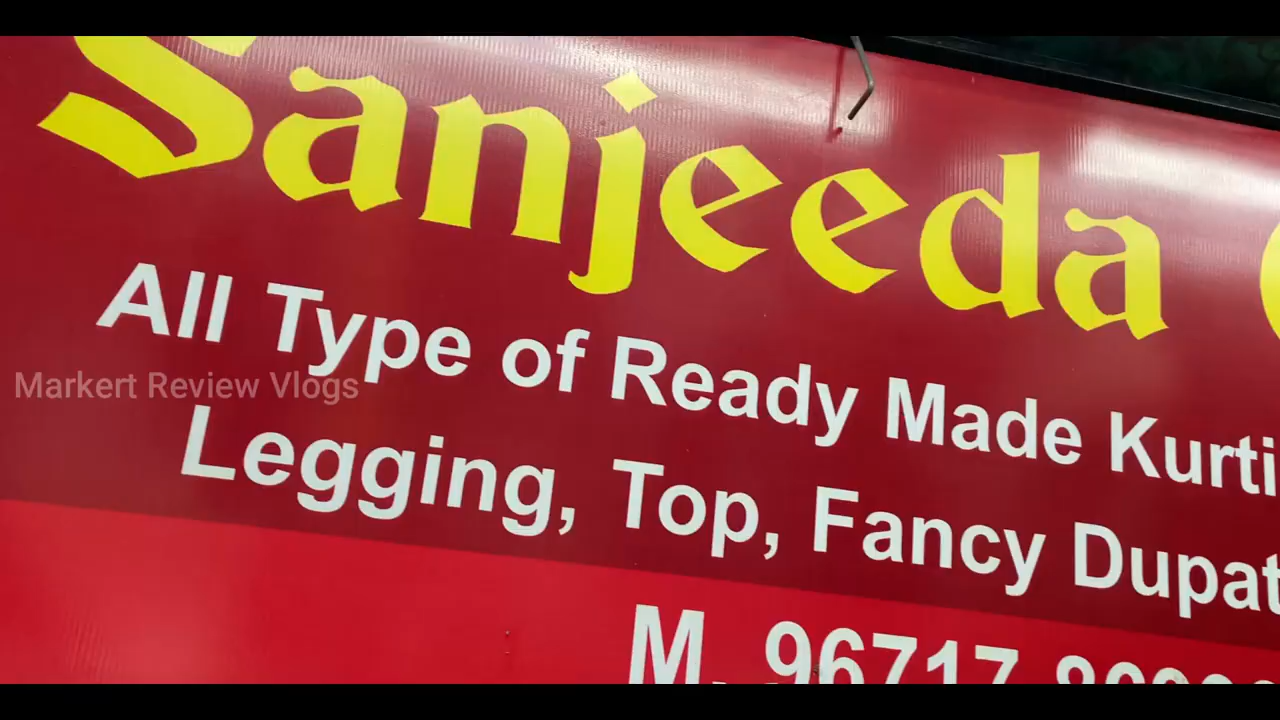 Sanjeeda
All Type of Ready Made Kurti
Markert Review Vlogs
Legging, Top, Fancy Dupat
M. 96717